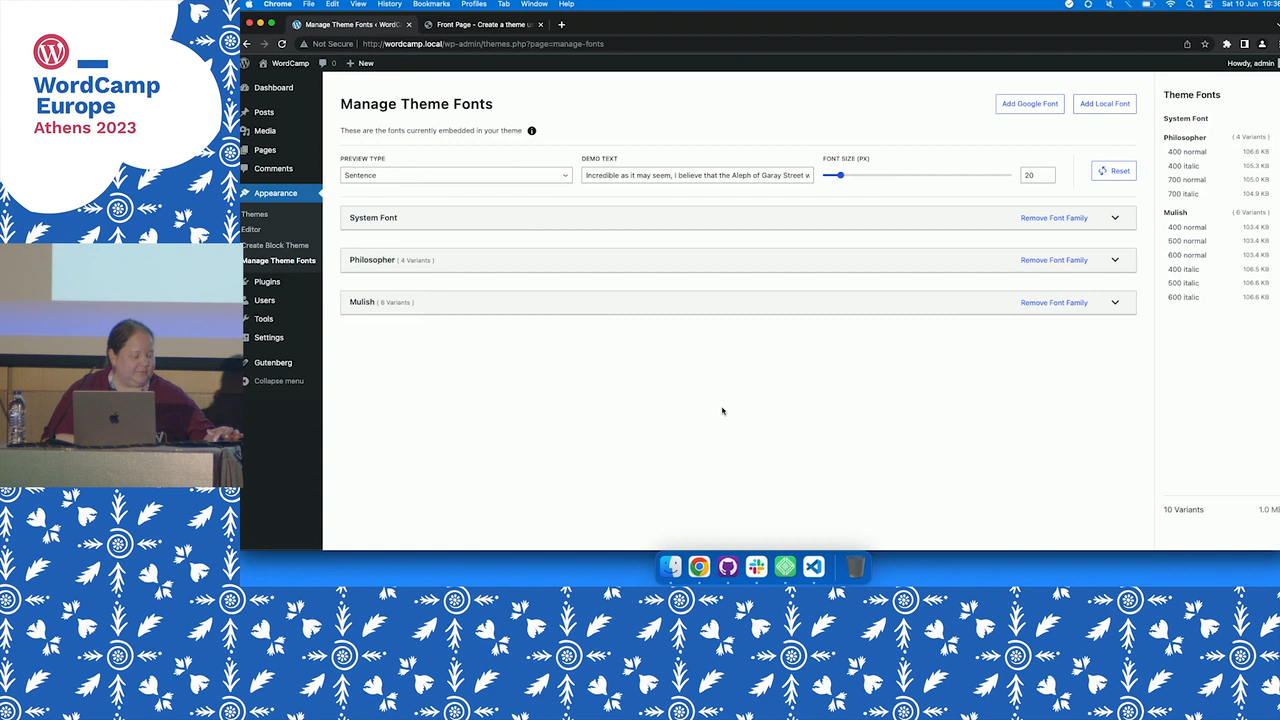 WordCamp
Europe
Athens 2023
Chrome File Edit View History Bookmarks Profiles Tab Window Help
Sat 10 Jun
Manage Theme Fonts ‹ WordC
Front Page - Create a theme u
Not Secure | http://wordcamp.local/wp-admin/themes.php?page=manage-fonts
WordCamp 0 New
Howdy, admin
Dashboard
Posts
Media
Pages
Comments
Appearance
Themes
Editor
Create Block Theme
Manage Theme Fonts
Plugins
Users
Tools
Settings
Gutenberg
Collapse menu
Manage Theme Fonts
Add Google Font
Add Local Font
These are the fonts currently embedded in your theme
PREVIEW TYPE
Sentence
DEMO TEXT
Incredible as it may seem, I believe that the Aleph of Garay Street w
FONT SIZE (PX)
20
Reset
System Font
Remove Font Family
Philosopher ( 4 Variants )
Remove Font Family
Mulish ( 6 Variants )
Remove Font Family
Theme Fonts
System Font
Philosopher ( 4 Variants )
400 normal 106.6 KB
400 italic 105.3 KB
700 normal 105.0 KB
700 italic 104.9 KB
Mulish ( 6 Variants )
400 normal 103.4 KB
500 normal 103.4 KB
600 normal 103.4 KB
400 italic 106.5 KB
500 italic 106.6 KB
600 italic 106.6 KB
10 Variants 1.0 M